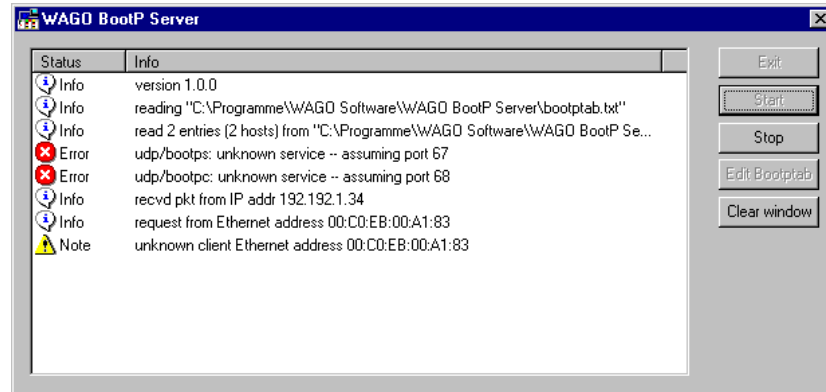 WAGO BootP Server
Status Info
Info version 1.0.0
Info reading "C:\Programme\WAGO Software\WAGO BootP Server\bootptab.txt"
Info read 2 entries (2 hosts) from "C:\Programme\WAGO Software\WAGO BootP Se...
Error udp/bootps: unknown service -- assuming port 67
Error udp/bootpc: unknown service -- assuming port 68
Info recvd pkt from IP addr 192.192.1.34
Info request from Ethernet address 00:C0:EB:00:A1:83
Note unknown client Ethernet address 00:C0:EB:00:A1:83
Exit
Start
Stop
Edit Bootptab
Clear window